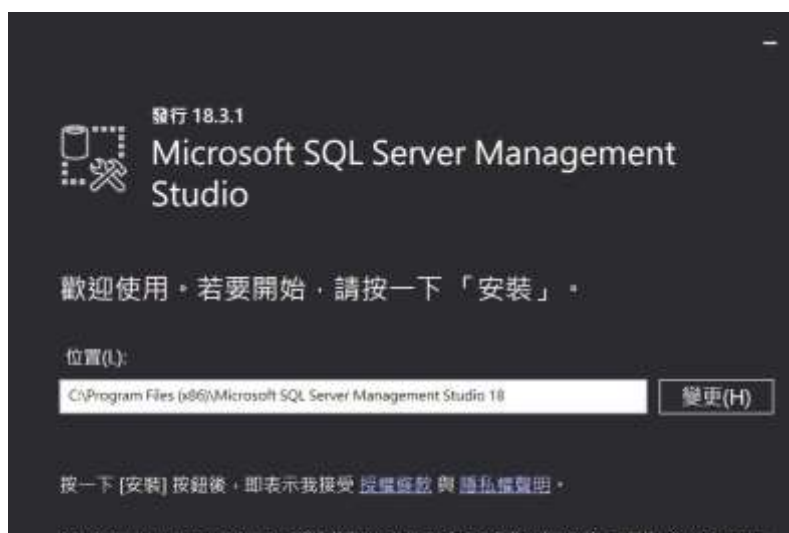 發行 18.3.1
Microsoft SQL Server Management
Studio
歡迎使用。若要開始，請按一下「安裝」。
位置(L):
C:\Program Files (x86)\Microsoft SQL Server Management Studio 18
變更(H)
按一下 [安裝] 按鈕後，即表示我接受 授權條款 與 隱私權聲明。